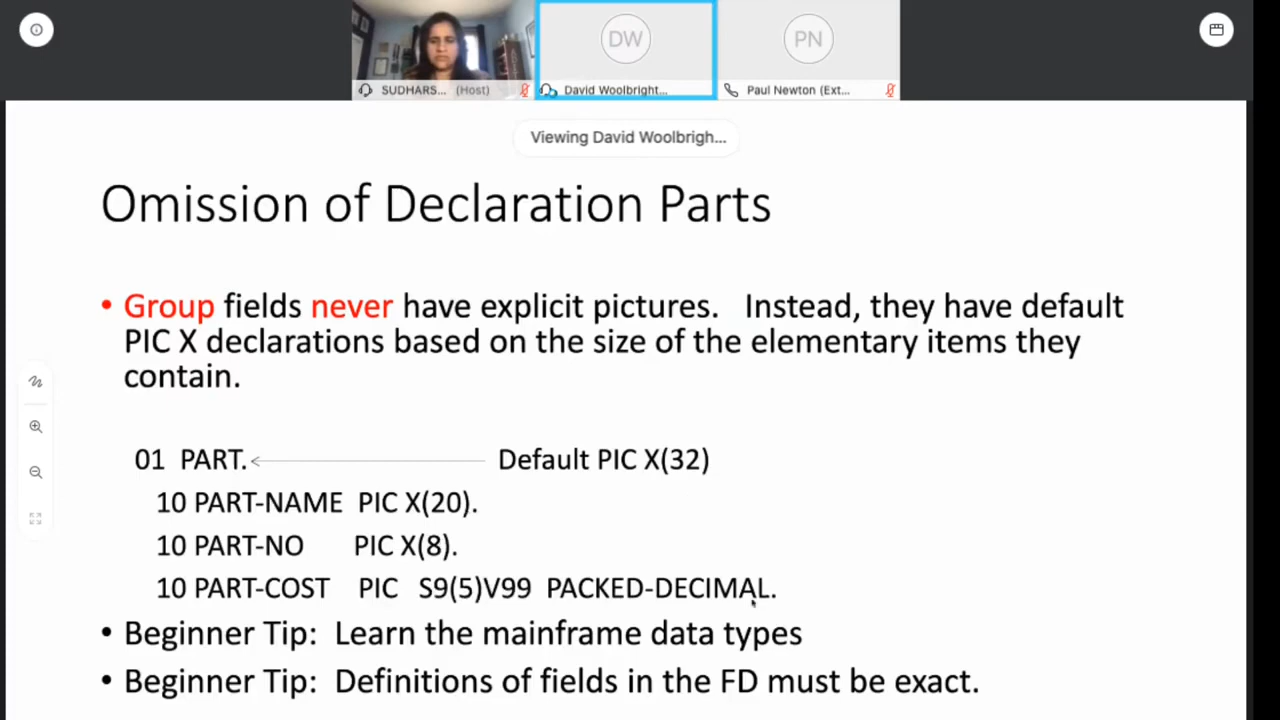 DW
PN
SUDHARS... (Host)
David Woolbright...
Paul Newton (Ext...
Viewing David Woolbrigh...
Omission of Declaration Parts
• Group fields never have explicit pictures. Instead, they have default
PIC X declarations based on the size of the elementary items they
contain.
01 PART. Default PIC X(32)
10 PART-NAME PIC X(20).
10 PART-NO PIC X(8).
10 PART-COST PIC S9(5)V99 PACKED-DECIMAL.
• Beginner Tip: Learn the mainframe data types
• Beginner Tip: Definitions of fields in the FD must be exact.